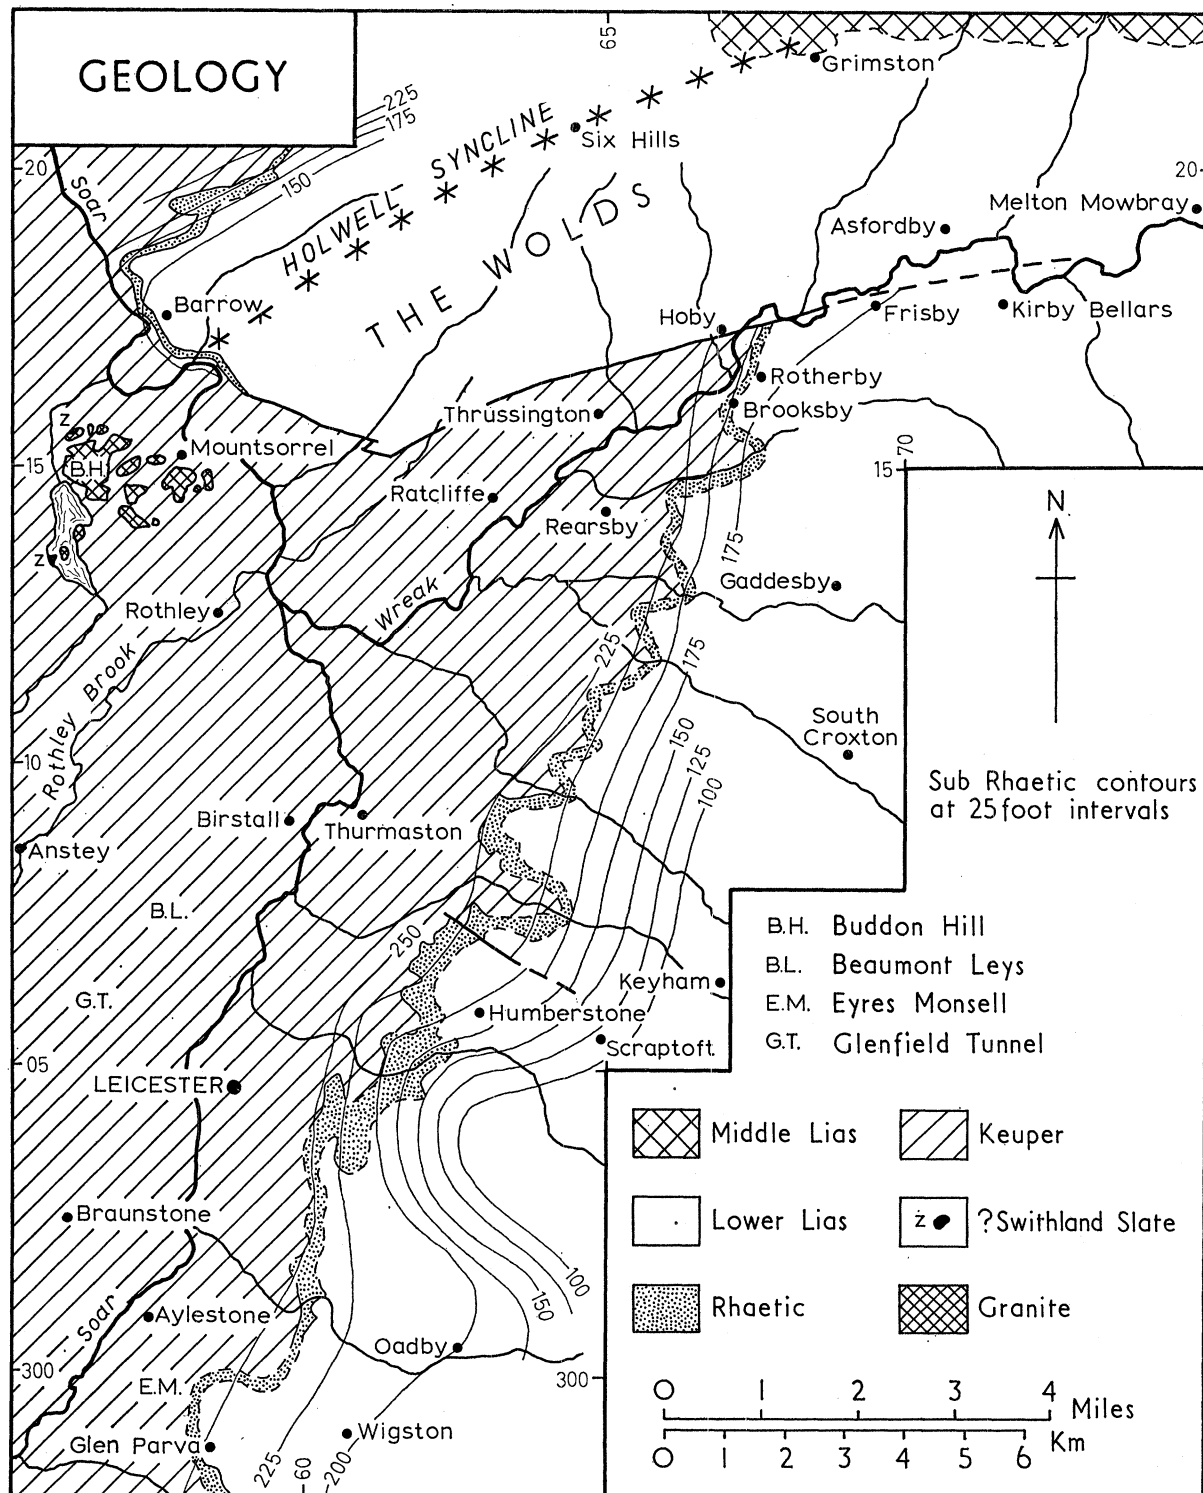 GEOLOGY
65
Grimston
225
175
HOLWELL SYNCLINE
Six Hills
20
Soar
150
20
THE WOLDS
Melton Mowbray
Asfordby
Barrow
Hoby
Frisby
Kirby Bellars
Rotherby
Thrussington
Brooksby
Z
Mountsorrel
B.H.
15
15
70
Ratcliffe
Rearsby
N
175
Z
Gaddesby
Rothley
Wreak
Rothley Brook
225
175
South
Croxton
150
125
100
10
Sub Rhaetic contours
at 25 foot intervals
Birstall
Thurmaston
Anstey
B.L.
250
B.H. Buddon Hill
B.L. Beaumont Leys
E.M. Eyres Monsell
G.T. Glenfield Tunnel
Keyham
G.T.
Humberstone
Scraptoft
05
LEICESTER
Middle Lias
Keuper
Braunstone
Lower Lias
Z ?Swithland Slate
100
150
Rhaetic
Granite
Soar
Aylestone
Oadby
300
300
E.M.
0 1 2 3 4 Miles
Km
0 1 2 3 4 5 6
Glen Parva
Wigston
225
60
200